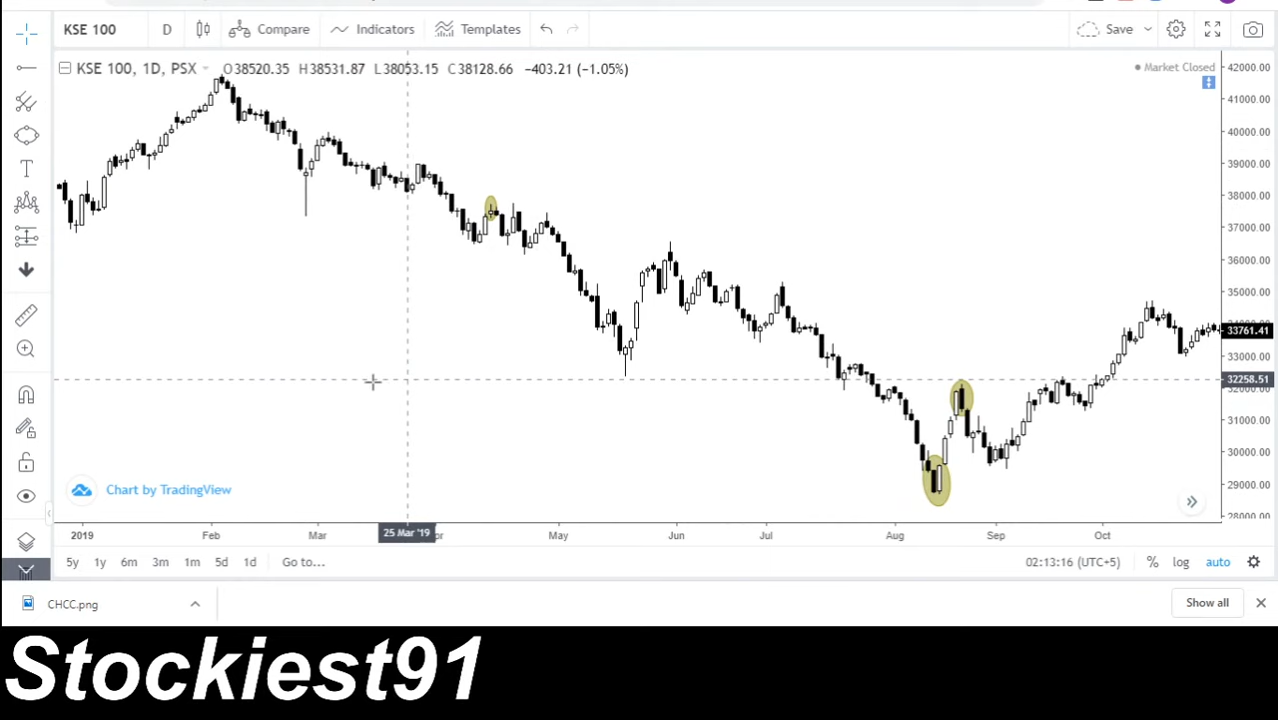 KSE 100 D Compare Indicators Templates Save
KSE 100, 1D, PSX O38520.35 H38531.87 L38053.15 C38128.66 −403.21 (−1.05%)
Market Closed
42000.00
41000.00
40000.00
39000.00
38000.00
37000.00
36000.00
35000.00
33761.41
33000.00
32258.51
31000.00
30000.00
29000.00
28000.00
Chart by TradingView
2019 Feb Mar 25 Mar '19 May Jun Jul Aug Sep Oct
5y 1y 6m 3m 1m 5d 1d Go to... 02:13:16 (UTC+5) % log auto
CHCC.png Show all
Stockiest91